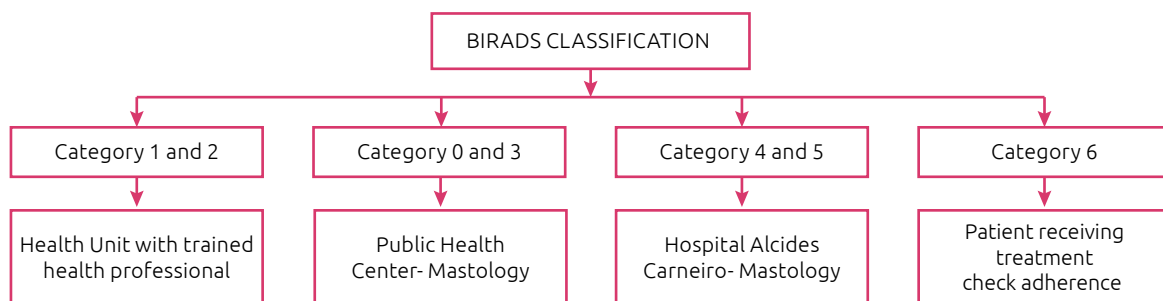 BIRADS CLASSIFICATION
Category 1 and 2
Category 0 and 3
Category 4 and 5
Category 6
Health Unit with trained
health professional
Public Health
Center- Mastology
Hospital Alcides
Carneiro- Mastology
Patient receiving
treatment
check adherence